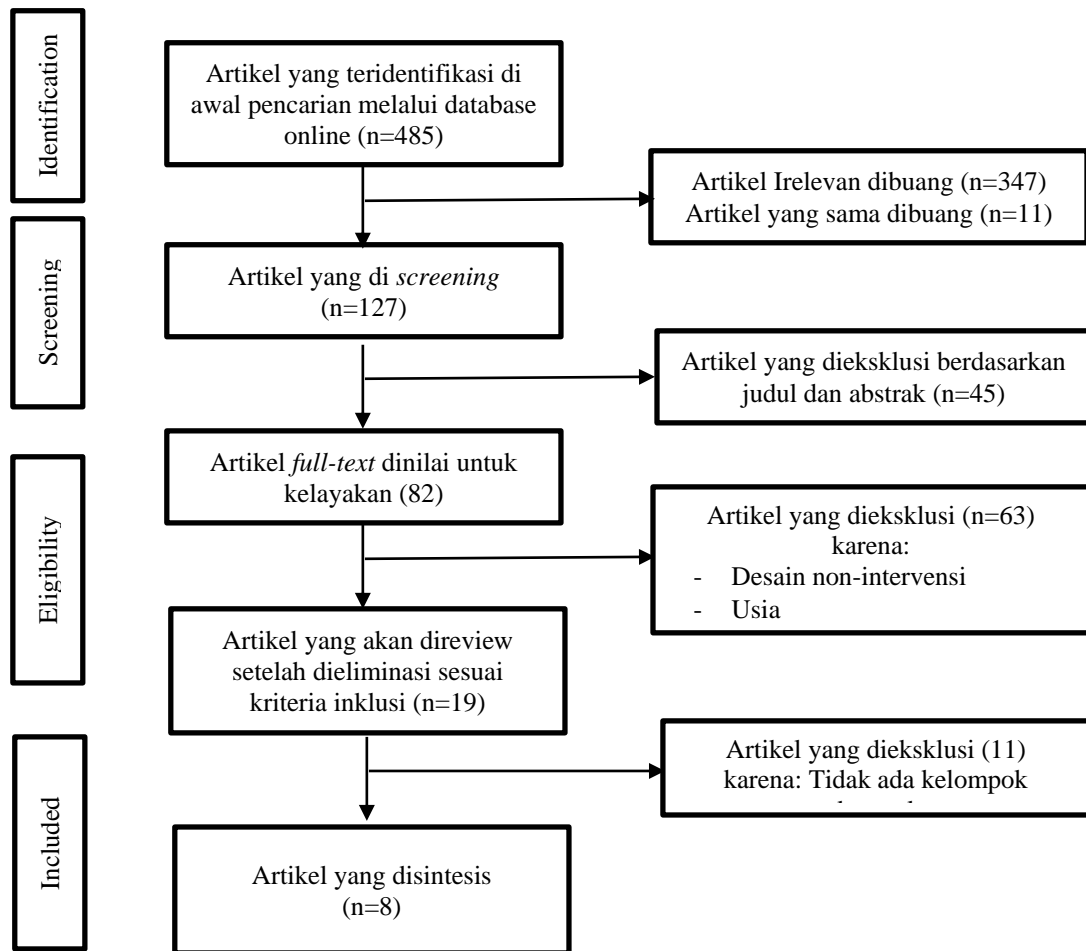 Identification
Artikel yang teridentifikasi di
awal pencarian melalui database
online (n=485)
Artikel Irelevan dibuang (n=347)
Artikel yang sama dibuang (n=11)
Screening
Artikel yang di screening
(n=127)
Artikel yang dieksklusi berdasarkan
judul dan abstrak (n=45)
Eligibility
Artikel full-text dinilai untuk
kelayakan (82)
Artikel yang dieksklusi (n=63)
karena:
- Desain non-intervensi
- Usia
Artikel yang akan direview
setelah dieliminasi sesuai
kriteria inklusi (n=19)
Included
Artikel yang dieksklusi (11)
karena: Tidak ada kelompok
Artikel yang disintesis
(n=8)